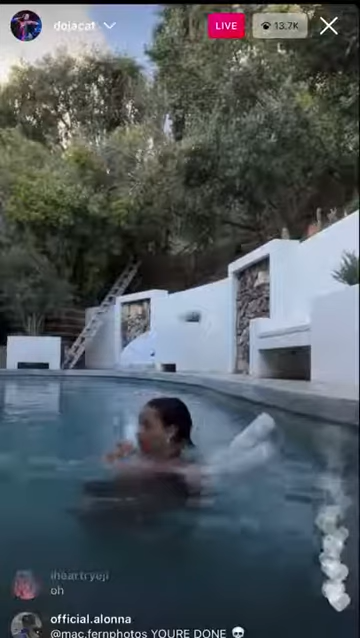 dojacat
LIVE
13.7K
iheartryeji
oh
official.alonna
@mac.fernphotos YOURE DONE 💀